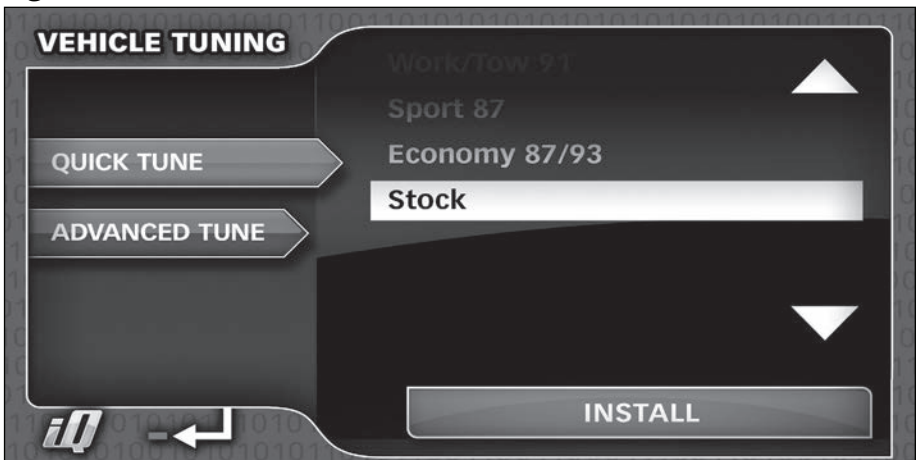 VEHICLE TUNING
QUICK TUNE
ADVANCED TUNE
Work/Tow 91
Sport 87
Economy 87/93
Stock
INSTALL
iQ